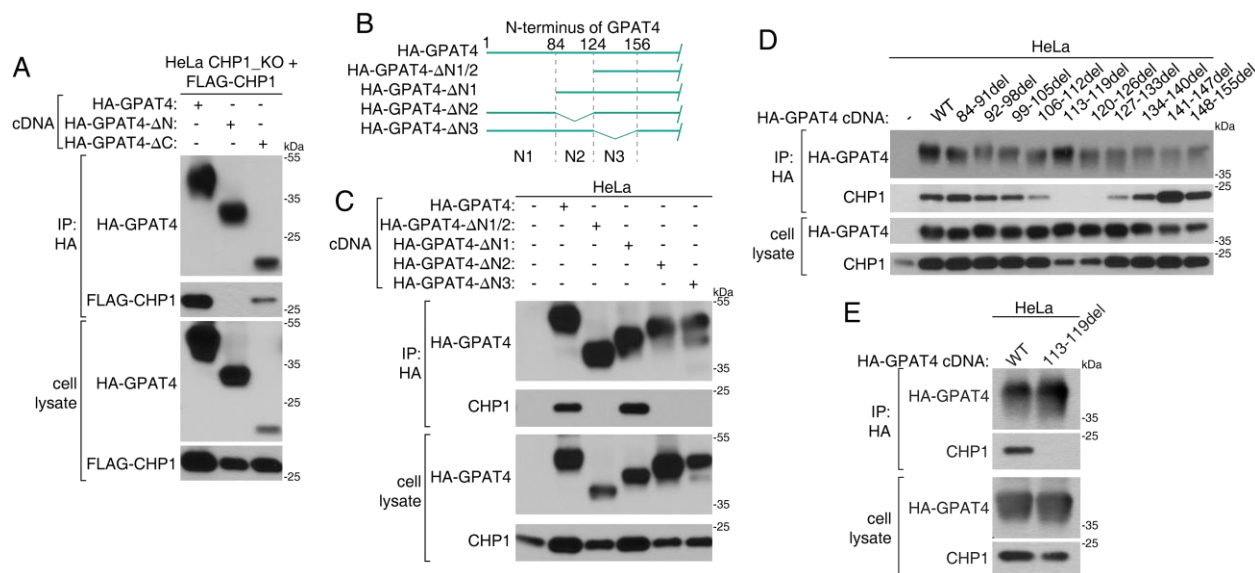 A
HeLa CHP1_KO +
FLAG-CHP1
cDNA
HA-GPAT4: + - -
HA-GPAT4-ΔN: - + -
HA-GPAT4-ΔC: - - +
kDa
IP:
HA
HA-GPAT4
-55
-35
-25
FLAG-CHP1
-25
cell
lysate
HA-GPAT4
-55
-35
-25
FLAG-CHP1
-25
B
N-terminus of GPAT4
1 84 124 156
HA-GPAT4
HA-GPAT4-ΔN1/2
HA-GPAT4-ΔN1
HA-GPAT4-ΔN2
HA-GPAT4-ΔN3
N1 N2 N3
C
HeLa
cDNA
HA-GPAT4: - + - - - -
HA-GPAT4-ΔN1/2: - - + - - -
HA-GPAT4-ΔN1: - - - + - -
HA-GPAT4-ΔN2: - - - - + -
HA-GPAT4-ΔN3: - - - - - +
kDa
IP:
HA
HA-GPAT4
-55
-35
CHP1
-25
cell
lysate
HA-GPAT4
-55
-35
CHP1
-25
D
HeLa
HA-GPAT4 cDNA: - WT 84-91del 92-98del 99-105del 106-112del 113-119del 120-126del 127-133del 134-140del 141-147del 148-155del
kDa
IP:
HA
HA-GPAT4
-35
CHP1
-25
cell
lysate
HA-GPAT4
-35
CHP1
-25
E
HeLa
HA-GPAT4 cDNA: WT 113-119del
kDa
IP:
HA
HA-GPAT4
-35
CHP1
-25
cell
lysate
HA-GPAT4
-35
CHP1
-25